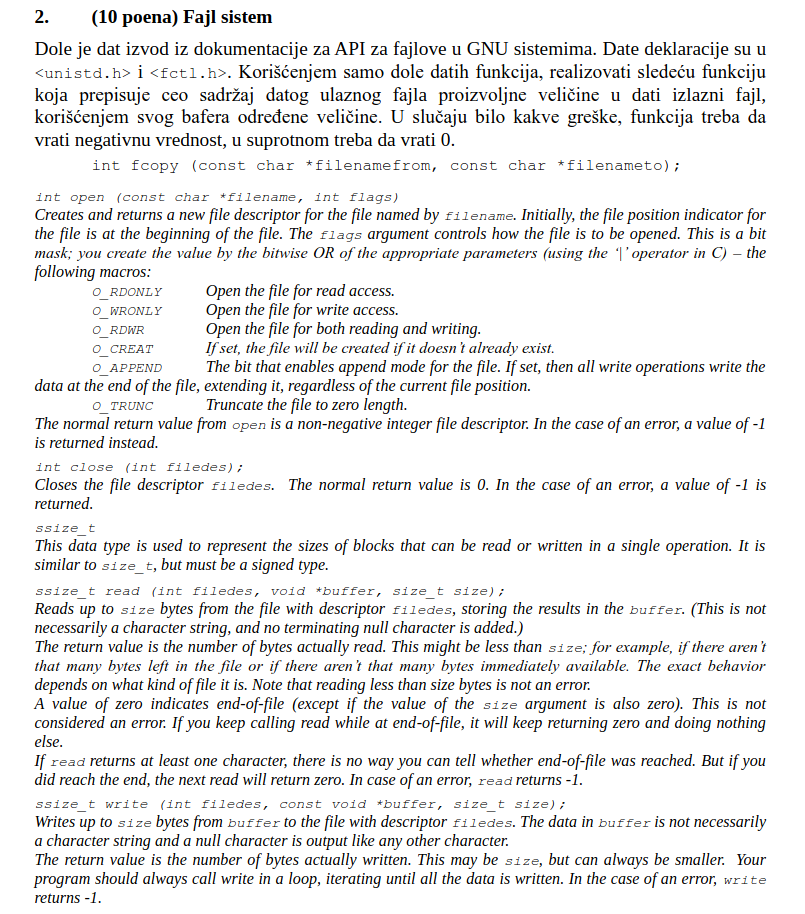 2. (10 poena) Fajl sistem
Dole je dat izvod iz dokumentacije za API za fajlove u GNU sistemima. Date deklaracije su u
<unistd.h> i <fctl.h>. Korišćenjem samo dole datih funkcija, realizovati sledeću funkciju
koja prepisuje ceo sadržaj datog ulaznog fajla proizvoljne veličine u dati izlazni fajl,
korišćenjem svog bafera određene veličine. U slučaju bilo kakve greške, funkcija treba da
vrati negativnu vrednost, u suprotnom treba da vrati 0.
int fcopy (const char *filenamefrom, const char *filenameto);
int open (const char *filename, int flags)
Creates and returns a new file descriptor for the file named by filename. Initially, the file position indicator for
the file is at the beginning of the file. The flags argument controls how the file is to be opened. This is a bit
mask; you create the value by the bitwise OR of the appropriate parameters (using the ‘|’ operator in C) – the
following macros:
O_RDONLY Open the file for read access.
O_WRONLY Open the file for write access.
O_RDWR Open the file for both reading and writing.
O_CREAT If set, the file will be created if it doesn’t already exist.
O_APPEND The bit that enables append mode for the file. If set, then all write operations write the
data at the end of the file, extending it, regardless of the current file position.
O_TRUNC Truncate the file to zero length.
The normal return value from open is a non-negative integer file descriptor. In the case of an error, a value of -1
is returned instead.
int close (int filedes);
Closes the file descriptor filedes. The normal return value is 0. In the case of an error, a value of -1 is
returned.
ssize_t
This data type is used to represent the sizes of blocks that can be read or written in a single operation. It is
similar to size_t, but must be a signed type.
ssize_t read (int filedes, void *buffer, size_t size);
Reads up to size bytes from the file with descriptor filedes, storing the results in the buffer. (This is not
necessarily a character string, and no terminating null character is added.)
The return value is the number of bytes actually read. This might be less than size; for example, if there aren’t
that many bytes left in the file or if there aren’t that many bytes immediately available. The exact behavior
depends on what kind of file it is. Note that reading less than size bytes is not an error.
A value of zero indicates end-of-file (except if the value of the size argument is also zero). This is not
considered an error. If you keep calling read while at end-of-file, it will keep returning zero and doing nothing
else.
If read returns at least one character, there is no way you can tell whether end-of-file was reached. But if you
did reach the end, the next read will return zero. In case of an error, read returns -1.
ssize_t write (int filedes, const void *buffer, size_t size);
Writes up to size bytes from buffer to the file with descriptor filedes. The data in buffer is not necessarily
a character string and a null character is output like any other character.
The return value is the number of bytes actually written. This may be size, but can always be smaller. Your
program should always call write in a loop, iterating until all the data is written. In the case of an error, write
returns -1.